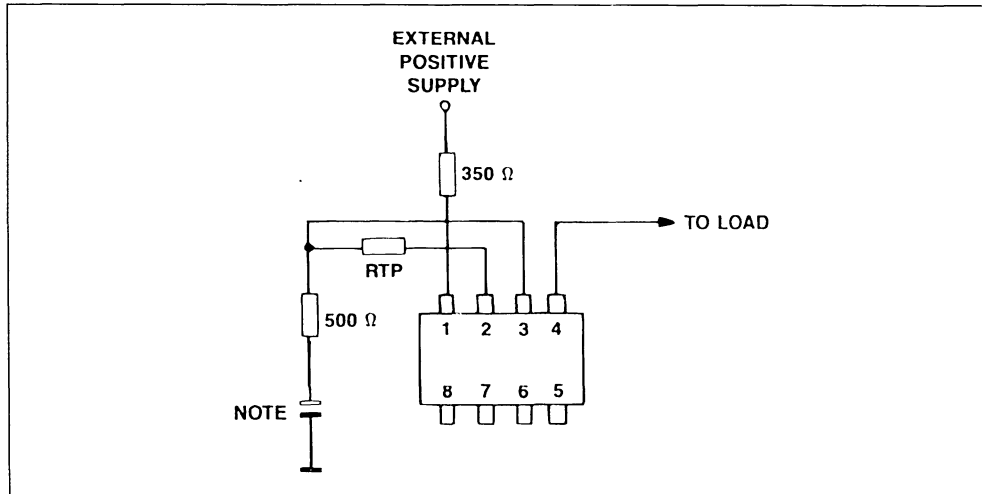 EXTERNAL
POSITIVE
SUPPLY
350 Ω
TO LOAD
RTP
500 Ω
1 2 3 4
8 7 6 5
NOTE